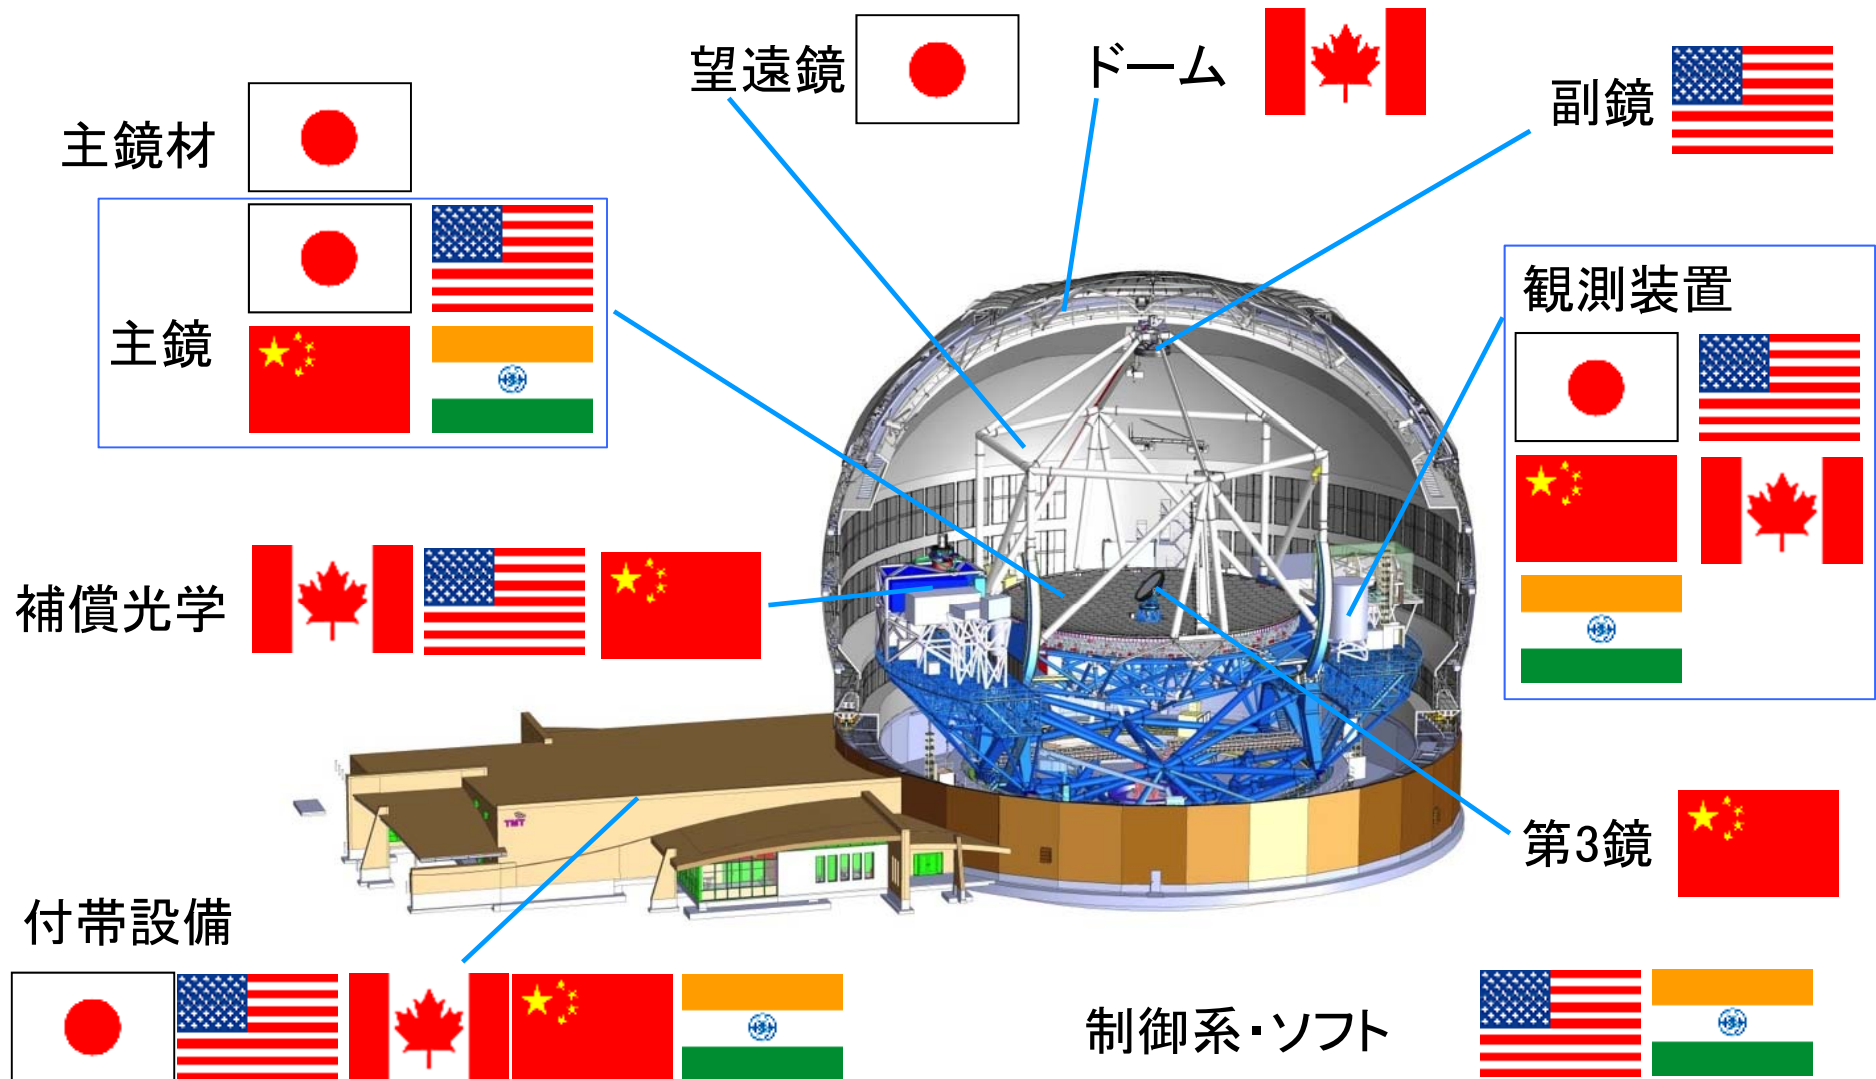 望遠鏡
ドーム
副鏡
主鏡材
主鏡
観測装置
補償光学
TMT
第3鏡
付帯設備
制御系・ソフト